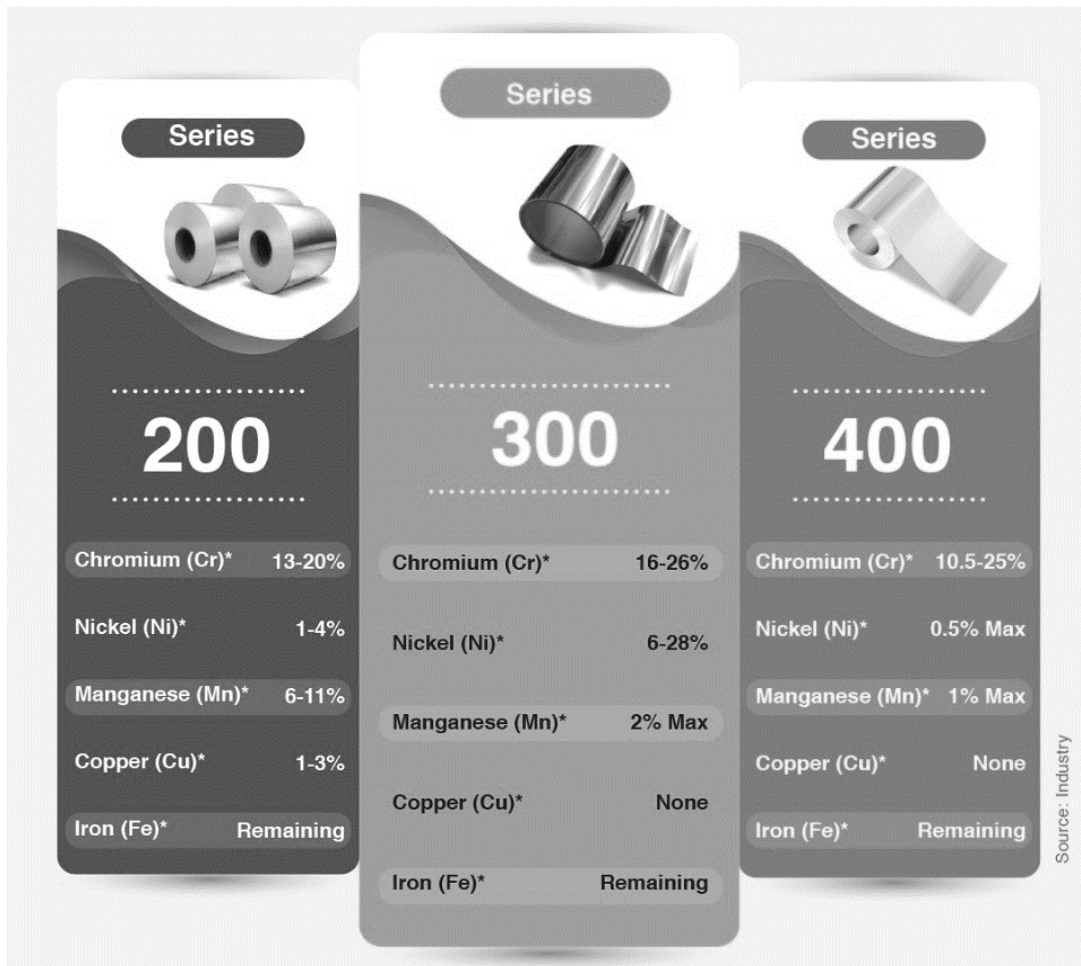 Series
200
Chromium (Cr)* 13-20%
Nickel (Ni)* 1-4%
Manganese (Mn)* 6-11%
Copper (Cu)* 1-3%
Iron (Fe)* Remaining
Series
300
Chromium (Cr)* 16-26%
Nickel (Ni)* 6-28%
Manganese (Mn)* 2% Max
Copper (Cu)* None
Iron (Fe)* Remaining
Series
400
Chromium (Cr)* 10.5-25%
Nickel (Ni)* 0.5% Max
Manganese (Mn)* 1% Max
Copper (Cu)* None
Iron (Fe)* Remaining
Source: Industry